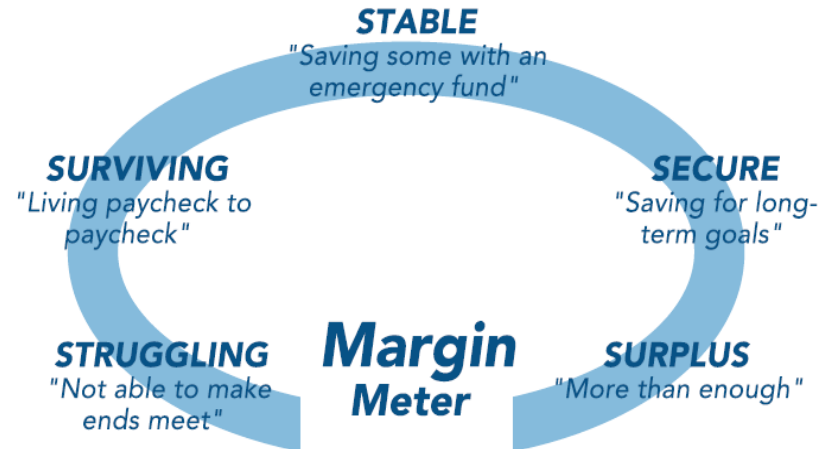 STABLE
"Saving some with an
emergency fund"
SURVIVING
"Living paycheck to
paycheck"
SECURE
"Saving for long-
term goals"
STRUGGLING
"Not able to make
ends meet"
Margin
Meter
SURPLUS
"More than enough"